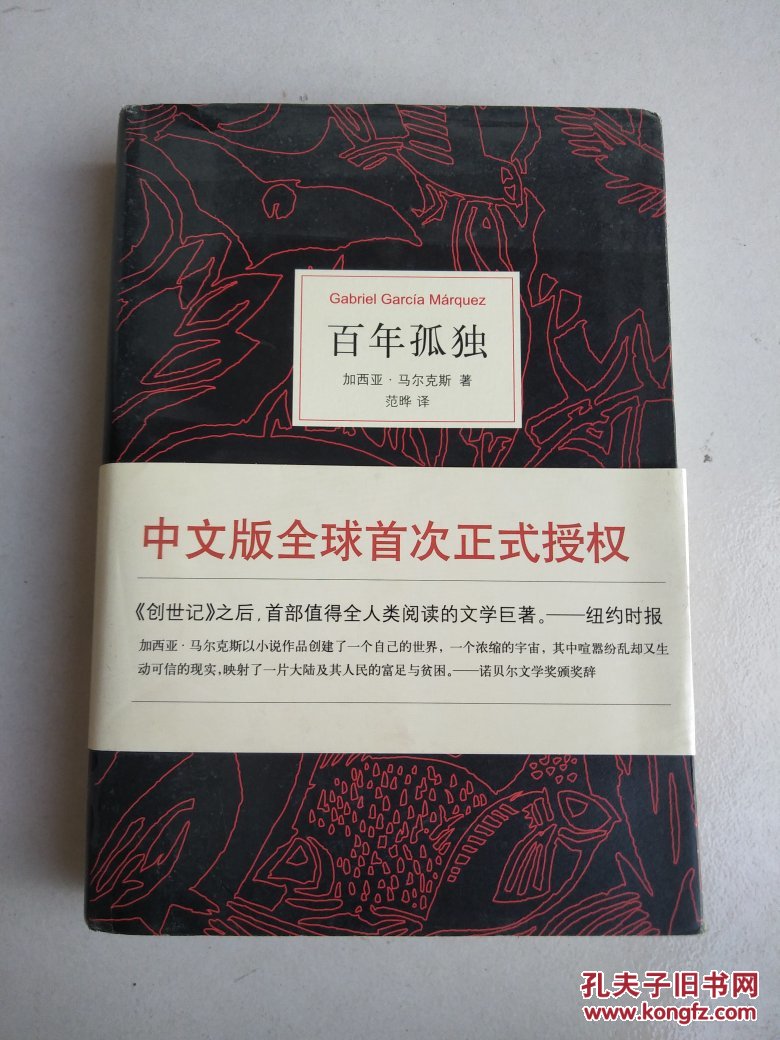 Gabriel García Márquez
百年孤独
加西亚·马尔克斯 著
范晔 译
中文版全球首次正式授权
《创世记》之后，首部值得全人类阅读的文学巨著。——纽约时报
加西亚·马尔克斯以小说作品创建了一个自己的世界，一个浓缩的宇宙，其中喧嚣纷乱却又生
动可信的现实，映射了一片大陆及其人民的富足与贫困。——诺贝尔文学奖颁奖辞
孔夫子旧书网
www.kongfz.com